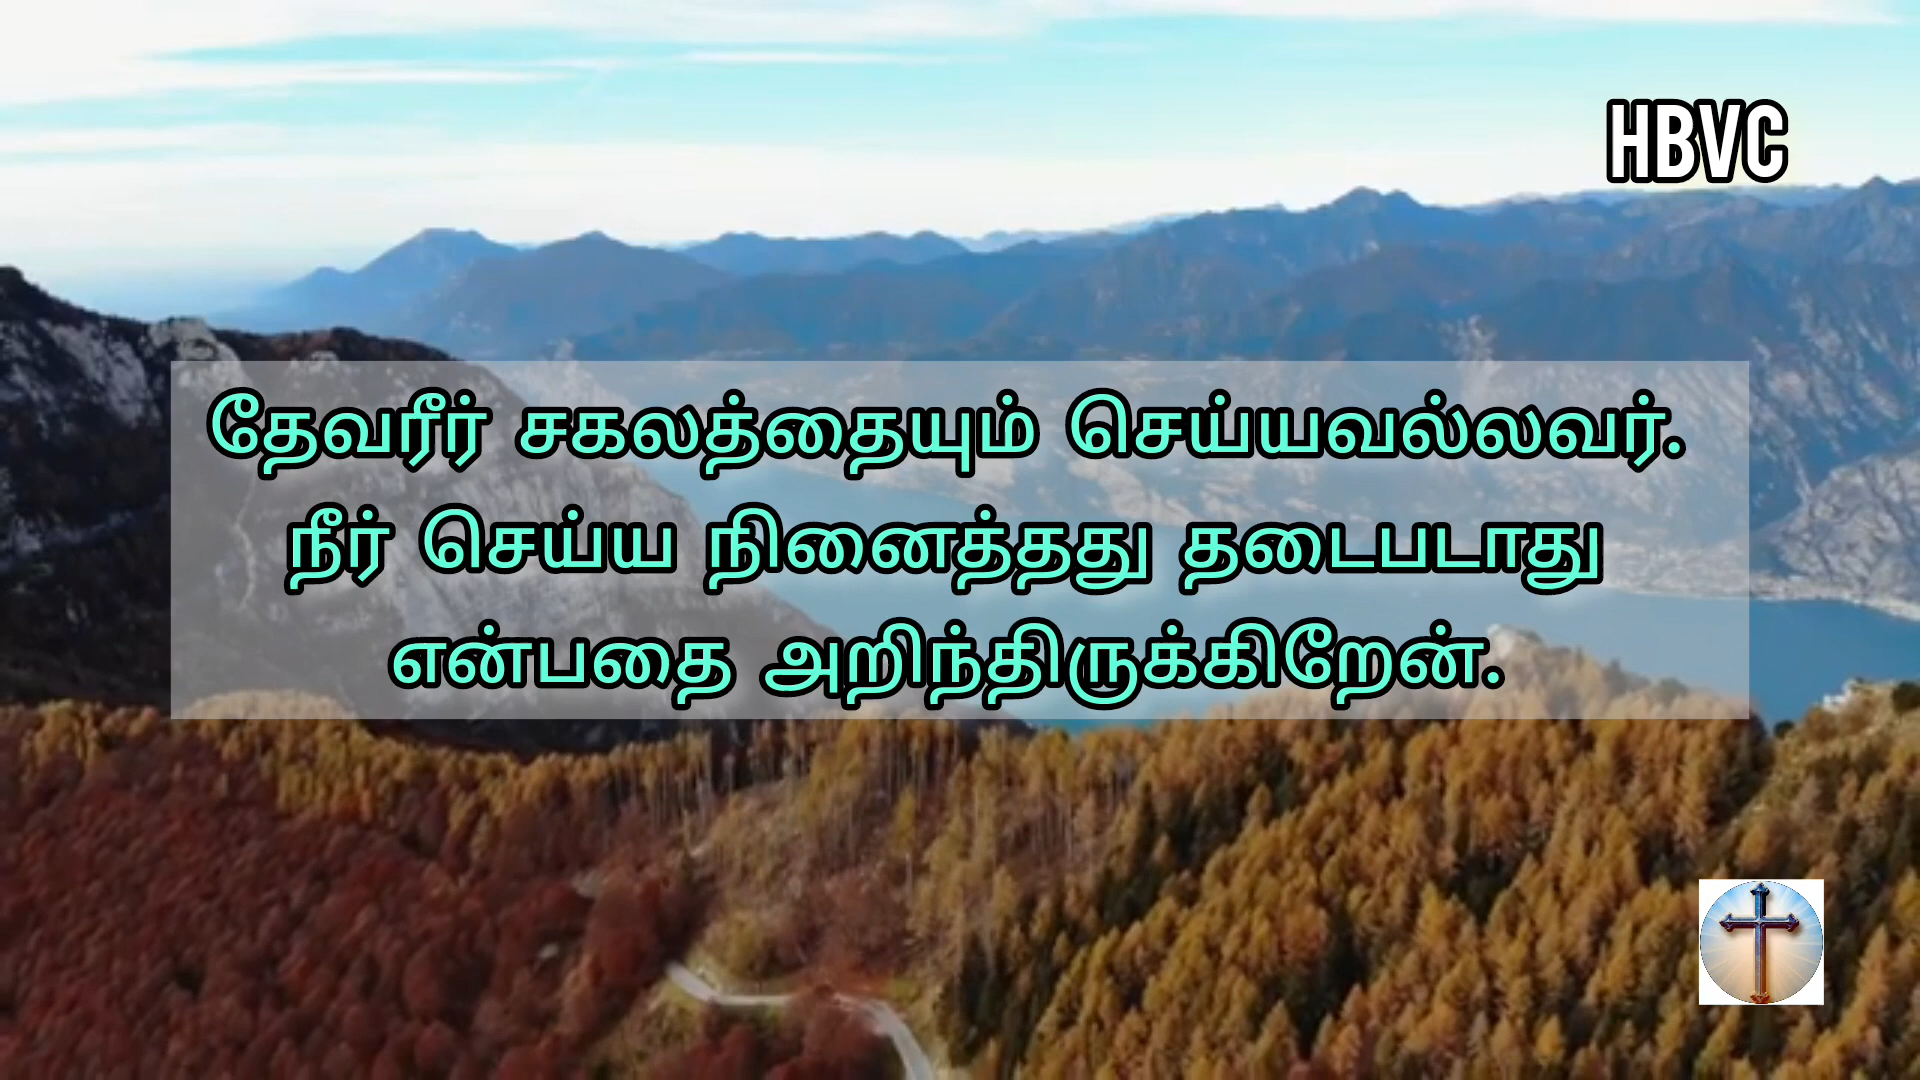 HBVC
தேவரீர் சகலத்தையும் செய்யவல்லவர்.
நீர் செய்ய நினைத்தது தடைபடாது
என்பதை அறிந்திருக்கிறேன்.